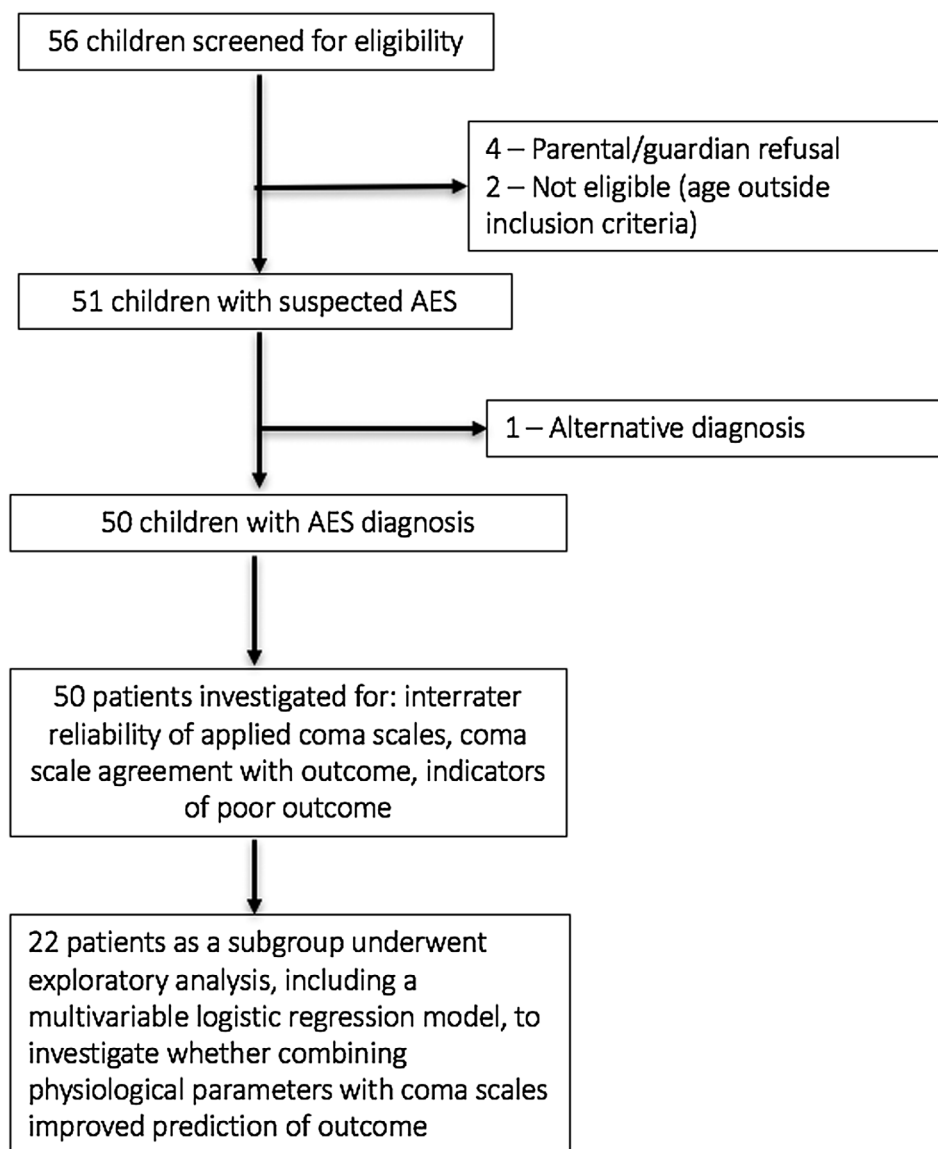 56 children screened for eligibility
4 – Parental/guardian refusal
2 – Not eligible (age outside
inclusion criteria)
51 children with suspected AES
1 – Alternative diagnosis
50 children with AES diagnosis
50 patients investigated for: interrater
reliability of applied coma scales, coma
scale agreement with outcome, indicators
of poor outcome
22 patients as a subgroup underwent
exploratory analysis, including a
multivariable logistic regression model, to
investigate whether combining
physiological parameters with coma scales
improved prediction of outcome